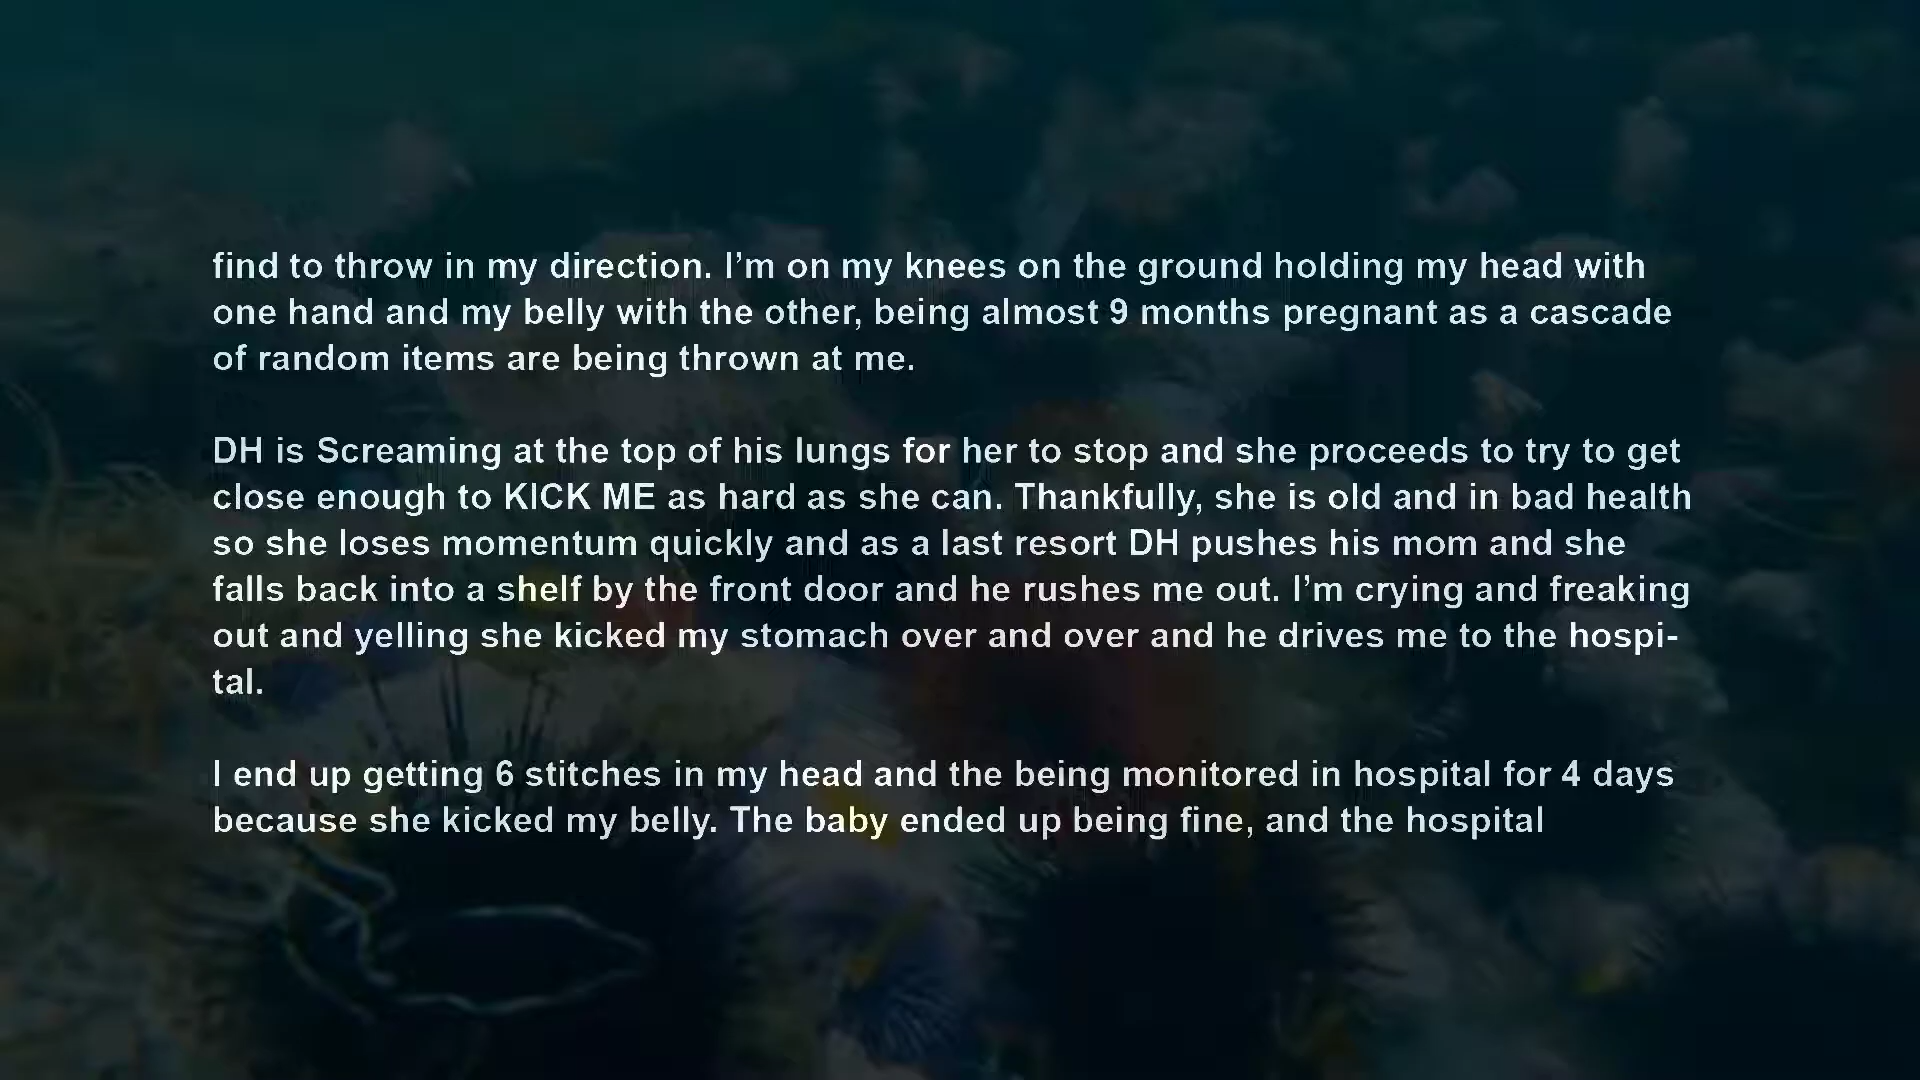 find to throw in my direction. I’m on my knees on the ground holding my head with
one hand and my belly with the other, being almost 9 months pregnant as a cascade
of random items are being thrown at me.
DH is Screaming at the top of his lungs for her to stop and she proceeds to try to get
close enough to KICK ME as hard as she can. Thankfully, she is old and in bad health
so she loses momentum quickly and as a last resort DH pushes his mom and she
falls back into a shelf by the front door and he rushes me out. I’m crying and freaking
out and yelling she kicked my stomach over and over and he drives me to the hospi-
tal.
I end up getting 6 stitches in my head and the being monitored in hospital for 4 days
because she kicked my belly. The baby ended up being fine, and the hospital